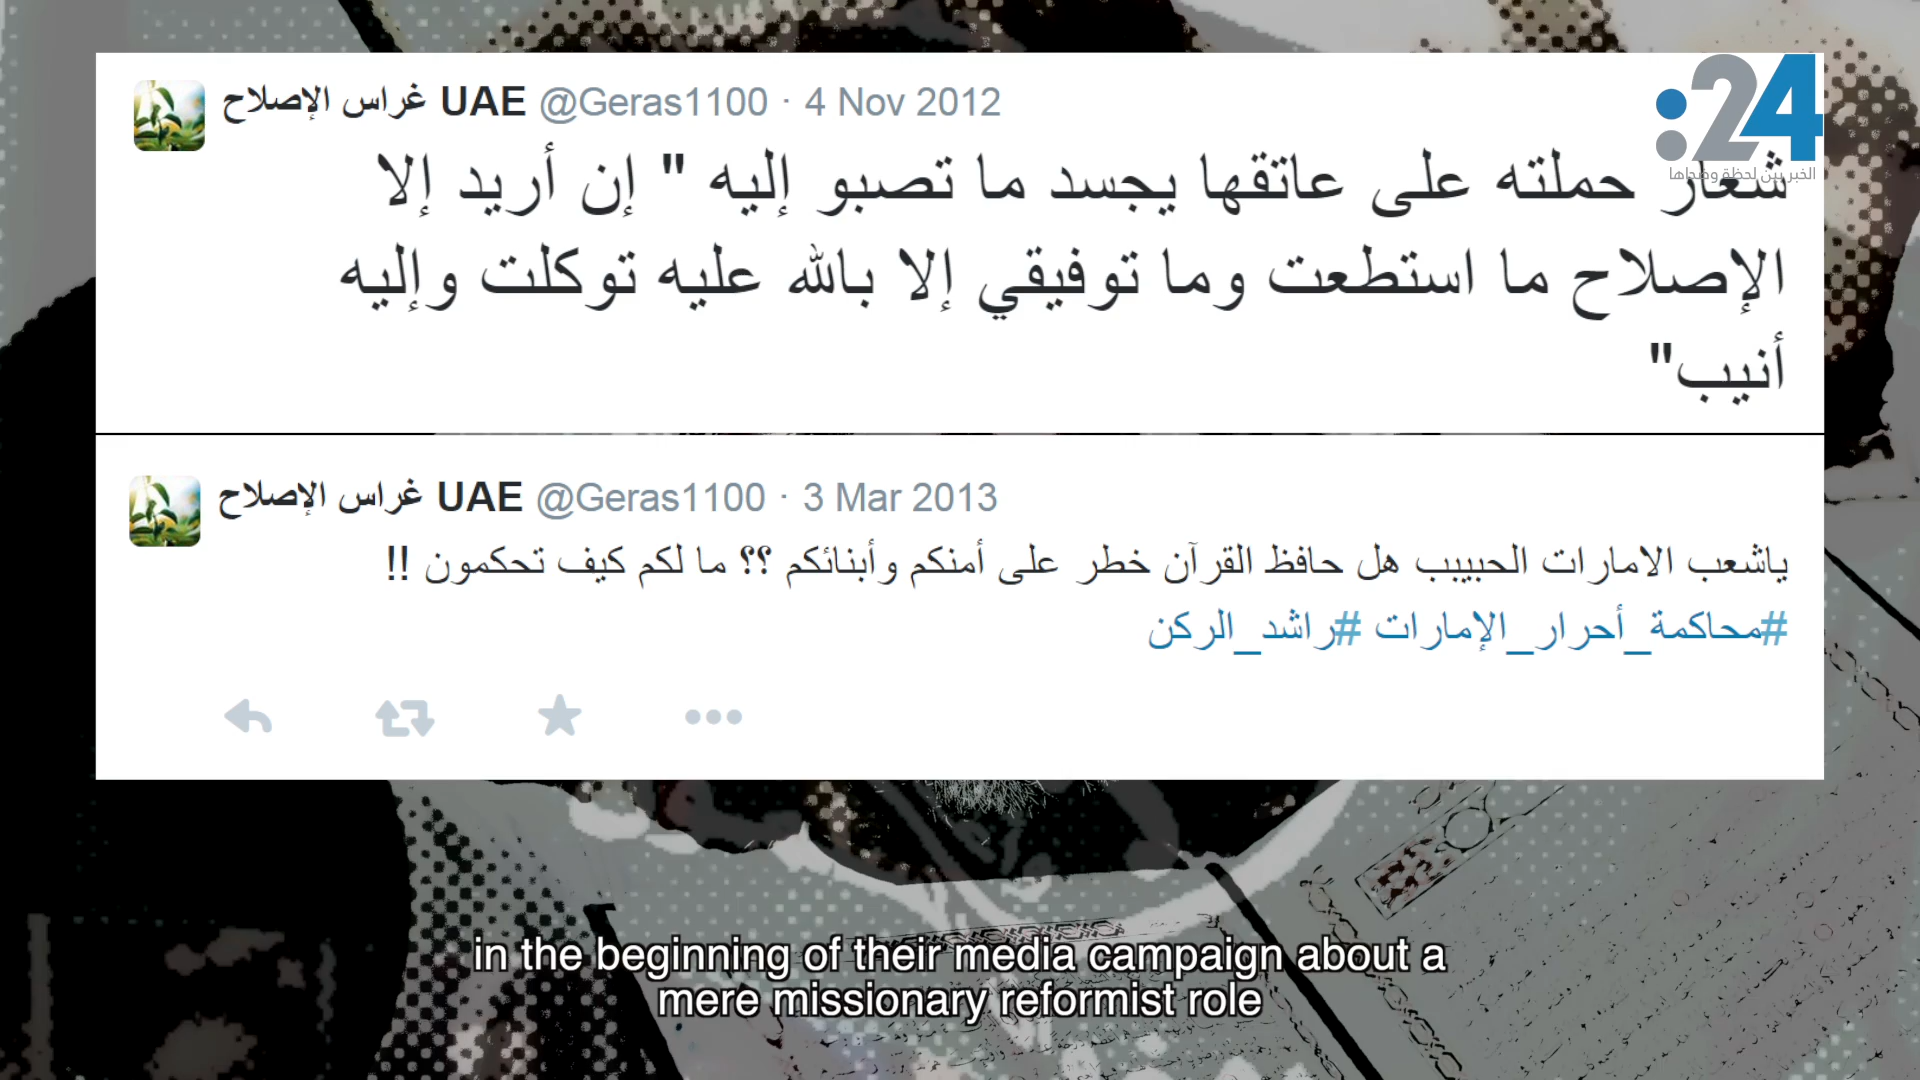 غراس الإصلاح UAE @Geras1100 · 4 Nov 2012
:24
الخبر بين لحظة وضحاها
شعار حملته على عاتقها يجسد ما تصبو إليه " إن أريد إلا
الإصلاح ما استطعت وما توفيقي إلا بالله عليه توكلت وإليه
أنيب"
غراس الإصلاح UAE @Geras1100 · 3 Mar 2013
ياشعب الامارات الحبيبب هل حافظ القرآن خطر على أمنكم وأبنائكم ؟؟ ما لكم كيف تحكمون !!
#محاكمة_أحرار_الإمارات #راشد_الركن
in the beginning of their media campaign about a
mere missionary reformist role